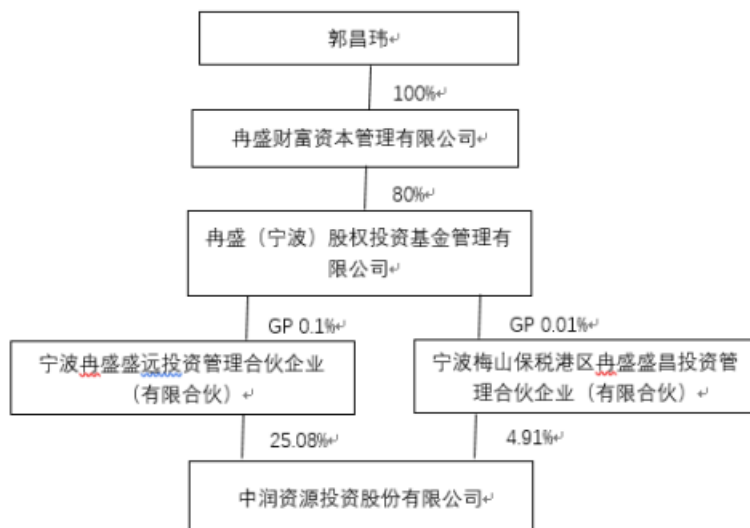 郭昌玮
100%
冉盛财富资本管理有限公司
80%
冉盛（宁波）股权投资基金管理有
限公司
GP 0.1%
GP 0.01%
宁波冉盛盛远投资管理合伙企业
（有限合伙）
宁波梅山保税港区冉盛盛昌投资管
理合伙企业（有限合伙）
25.08%
4.91%
中润资源投资股份有限公司